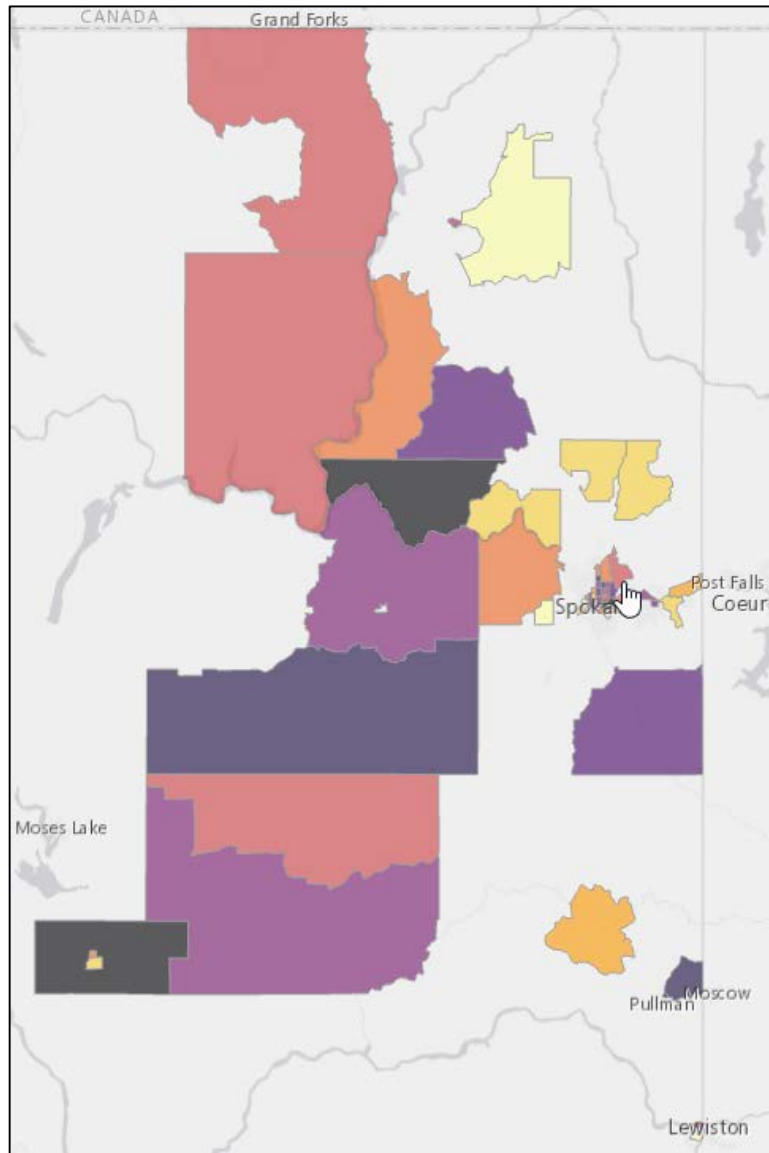 CANADA
Grand Forks
Post Falls
Spoka
Coeur
Moses Lake
Moscow
Pullman
Lewiston